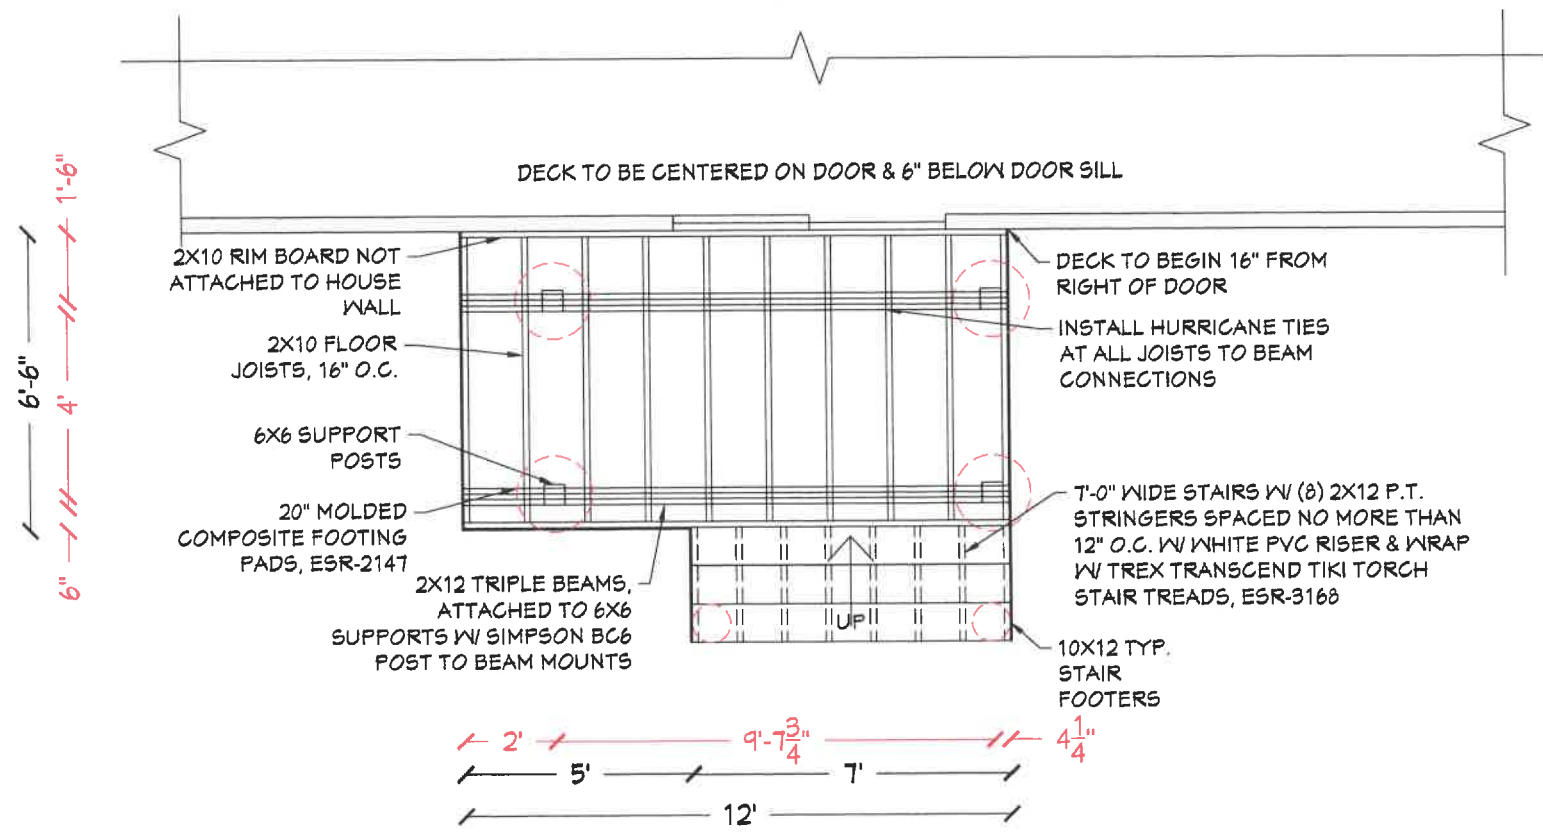 DECK TO BE CENTERED ON DOOR & 6" BELOW DOOR SILL
1'-6"
4'
6"
6'-6"
2X10 RIM BOARD NOT
ATTACHED TO HOUSE
WALL
2X10 FLOOR
JOISTS, 16" O.C.
6X6 SUPPORT
POSTS
20" MOLDED
COMPOSITE FOOTING
PADS, ESR-2147
2X12 TRIPLE BEAMS,
ATTACHED TO 6X6
SUPPORTS W/ SIMPSON BC6
POST TO BEAM MOUNTS
DECK TO BEGIN 16" FROM
RIGHT OF DOOR
INSTALL HURRICANE TIES
AT ALL JOISTS TO BEAM
CONNECTIONS
7'-0" WIDE STAIRS W/ (8) 2X12 P.T.
STRINGERS SPACED NO MORE THAN
12" O.C. W/ WHITE PVC RISER & WRAP
W/ TREX TRANSCEND TIKI TORCH
STAIR TREADS, ESR-3168
UP
10X12 TYP.
STAIR
FOOTERS
2' 9'-7 3/4" 4 1/4"
5' 7'
12'